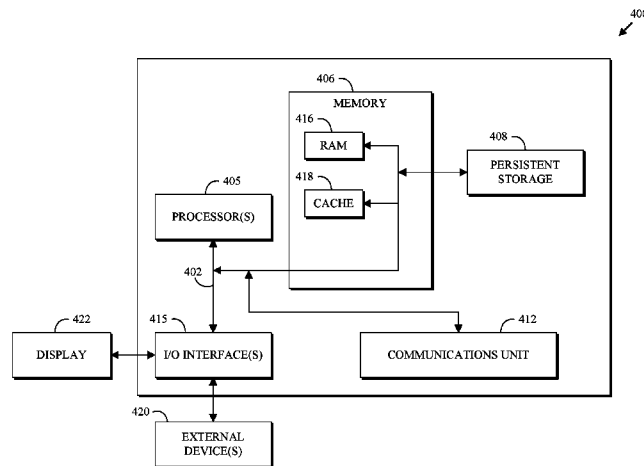 400
406
MEMORY
416
RAM
408
PERSISTENT
STORAGE
418
CACHE
405
PROCESSOR(S)
402
422
DISPLAY
415
I/O INTERFACE(S)
412
COMMUNICATIONS UNIT
420
EXTERNAL
DEVICE(S)